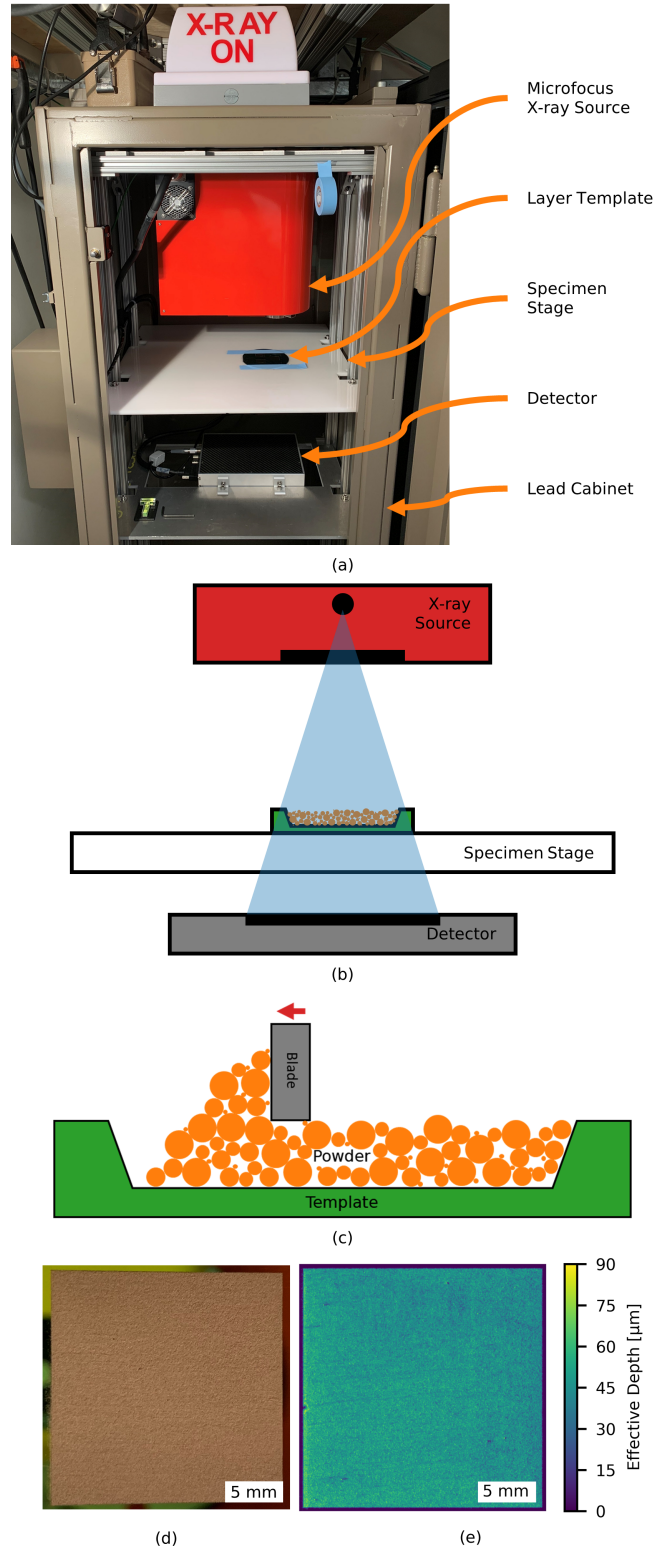 X-RAY
ON
Microfocus
X-ray Source
Layer Template
Specimen
Stage
Detector
Lead Cabinet
(a)
X-ray
Source
Specimen Stage
Detector
(b)
Blade
Powder
Template
(c)
5 mm
5 mm
90
75
60
45
30
15
0
Effective Depth [µm]
(d)
(e)